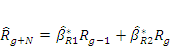 R̂_{g+N} = β̂*_{R1}R_{g−1} + β̂*_{R2}R_g